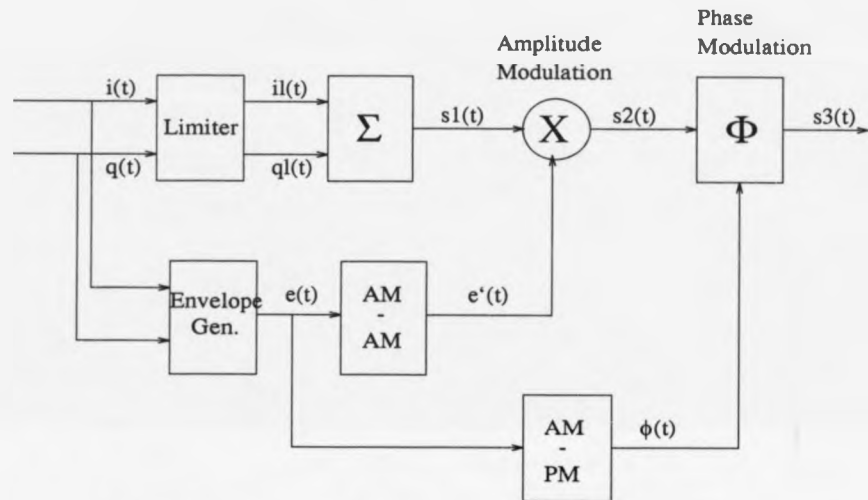 Amplitude
Modulation
Phase
Modulation
i(t)
Limiter
il(t)
Σ
s1(t)
X
s2(t)
Φ
s3(t)
q(t)
ql(t)
Envelope
Gen.
e(t)
AM
-
AM
e‘(t)
AM
-
PM
ϕ(t)